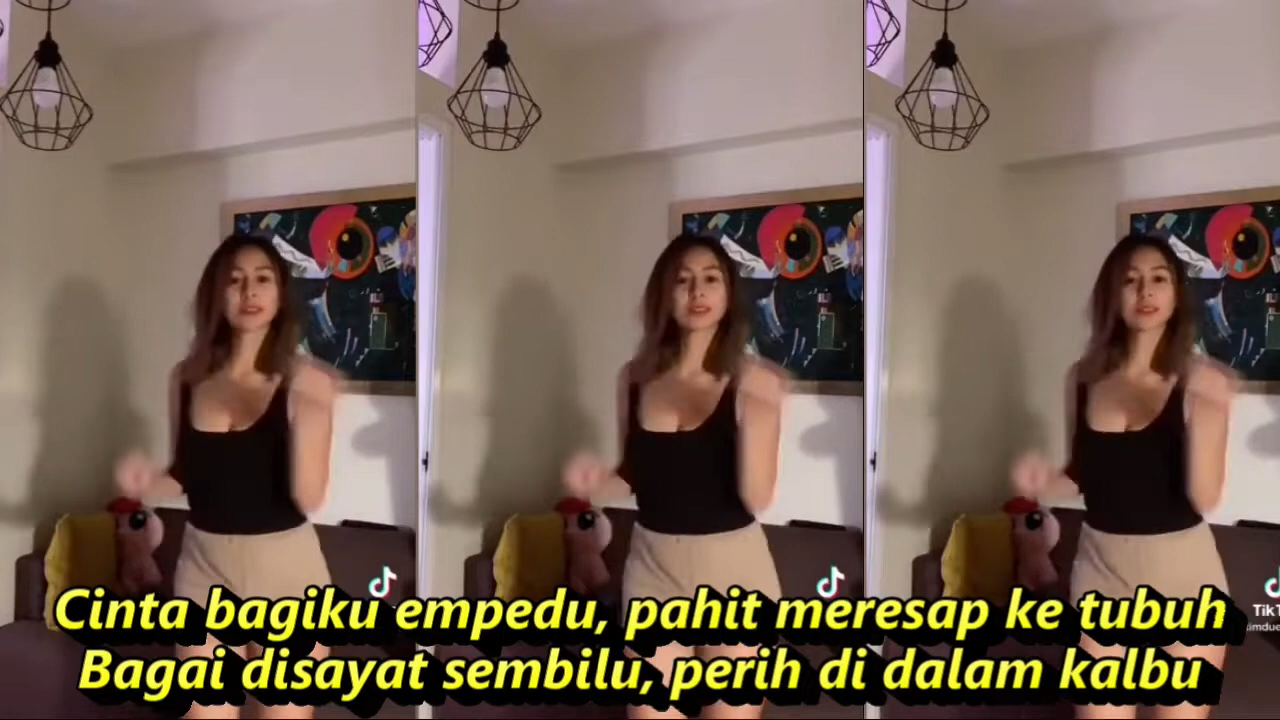 Cinta bagiku empedu, pahit meresap ke tubuh
Bagai disayat sembilu, perih di dalam kalbu